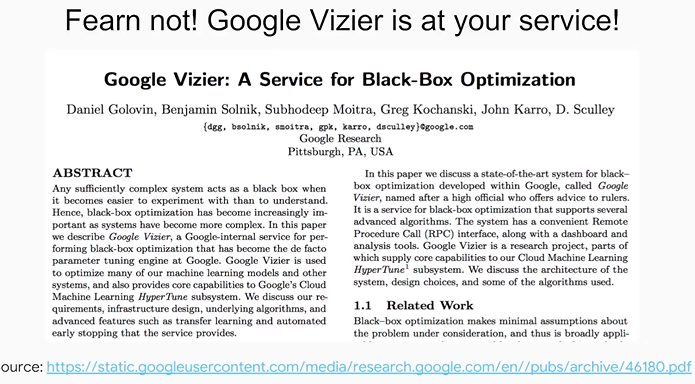 Fearn not! Google Vizier is at your service!
Google Vizier: A Service for Black-Box Optimization
Daniel Golovin, Benjamin Solnik, Subhodeep Moitra, Greg Kochanski, John Karro, D. Sculley
{dgg, bsolnik, smoitra, gpk, karro, dsculley}@google.com
Google Research
Pittsburg, PA, USA
ABSTRACT
Any sufficiently complex system acts as a black box when
it becomes easier to experiment with than to understand.
Hence, black-box optimization has become increasingly im-
portant as systems have become more complex. In this paper
we describe Google Vizier, a Google-internal service for per-
forming black-box optimization that has become the de facto
parameter tuning engine at Google. Google Vizier is used
to optimize many of our machine learning models and other
systems, and also provides core capabilities to Google's Cloud
Machine Learning HyperTune subsystem. We discuss our re-
quirements, infrastructure design, underlying algorithms, and
advanced features such as transfer learning and automated
early stopping that the service provides.
In this paper we discuss a state-of-the-art system for black–
box optimization developed within Google, called Google
Vizier, named after a high official who offers advice to rulers.
It is a service for black-box optimization that supports several
advanced algorithms. The system has a convenient Remote
Procedure Call (RPC) interface, along with a dashboard and
analysis tools. Google Vizier is a research project, parts of
which supply core capabilities to our Cloud Machine Learning
HyperTune¹ subsystem. We discuss the architecture of the
system, design choices, and some of the algorithms used.
1.1 Related Work
Black–box optimization makes minimal assumptions about
the problem under consideration, and thus is broadly appli-
ource: https://static.googleusercontent.com/media/research.google.com/en//pubs/archive/46180.pdf